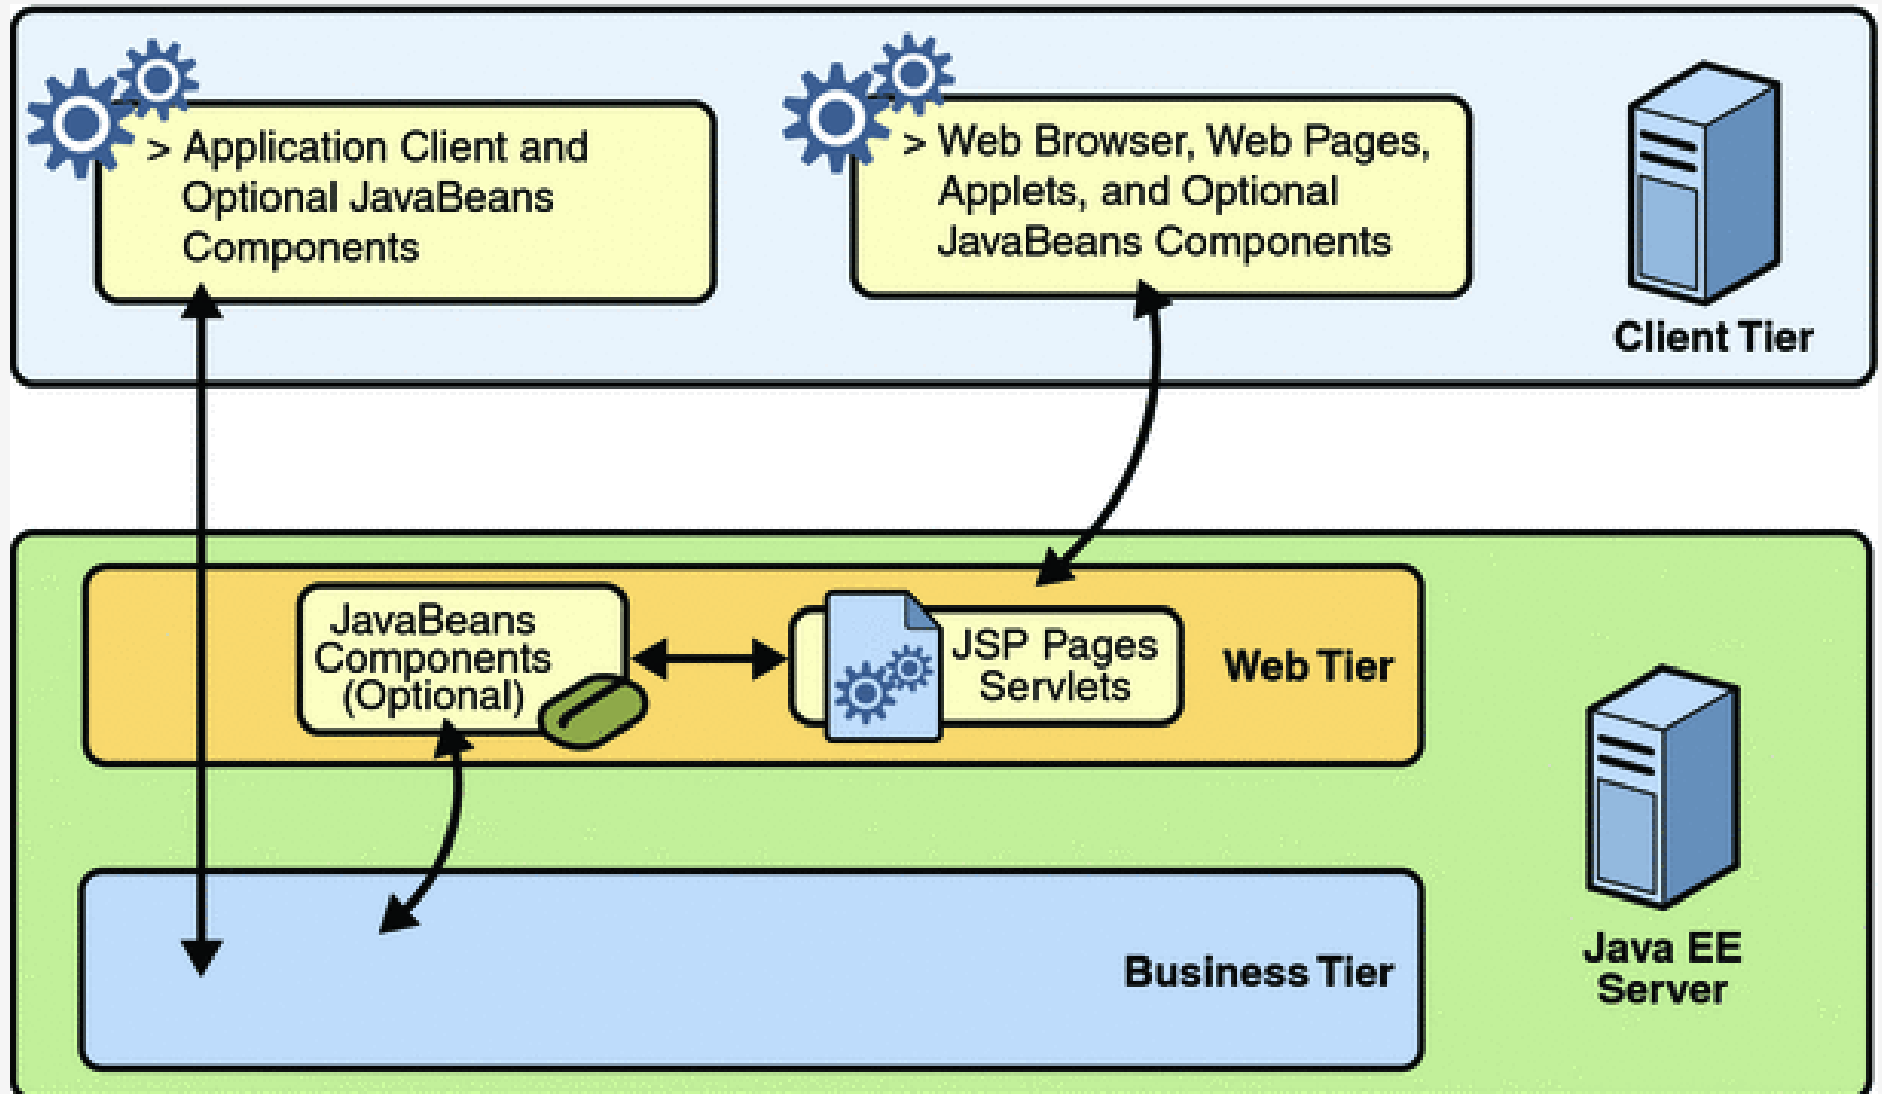 > Application Client and
Optional JavaBeans
Components
> Web Browser, Web Pages,
Applets, and Optional
JavaBeans Components
Client Tier
JavaBeans
Components
(Optional)
JSP Pages
Servlets
Web Tier
Business Tier
Java EE
Server